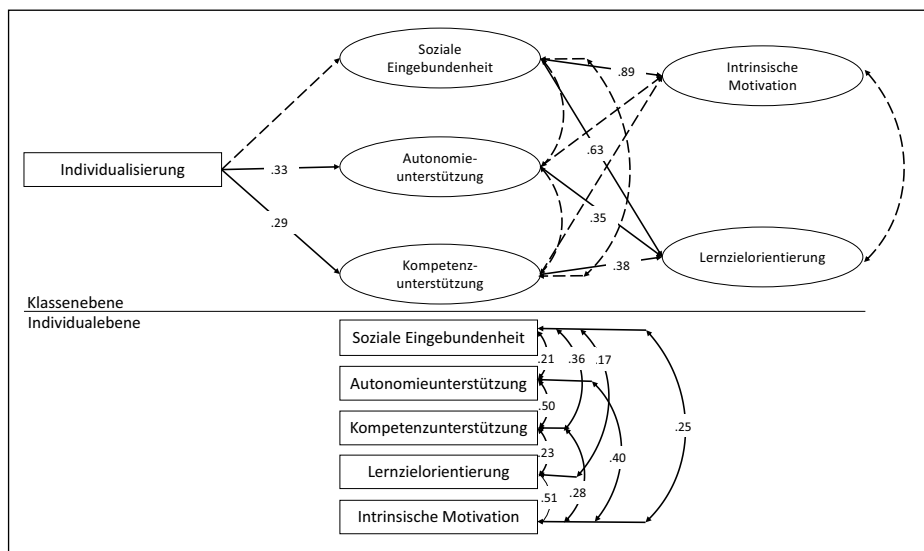 Soziale
Eingebundenheit
.89
Intrinsische
Motivation
Individualisierung
.33
Autonomie-
unterstützung
.63
.29
.35
Kompetenz-
unterstützung
.38
Lernzielorientierung
Klassenebene
Individualebene
Soziale Eingebundenheit
.21
.36
.17
Autonomieunterstützung
.50
Kompetenzunterstützung
.25
.23
.40
Lernzielorientierung
.28
.51
Intrinsische Motivation